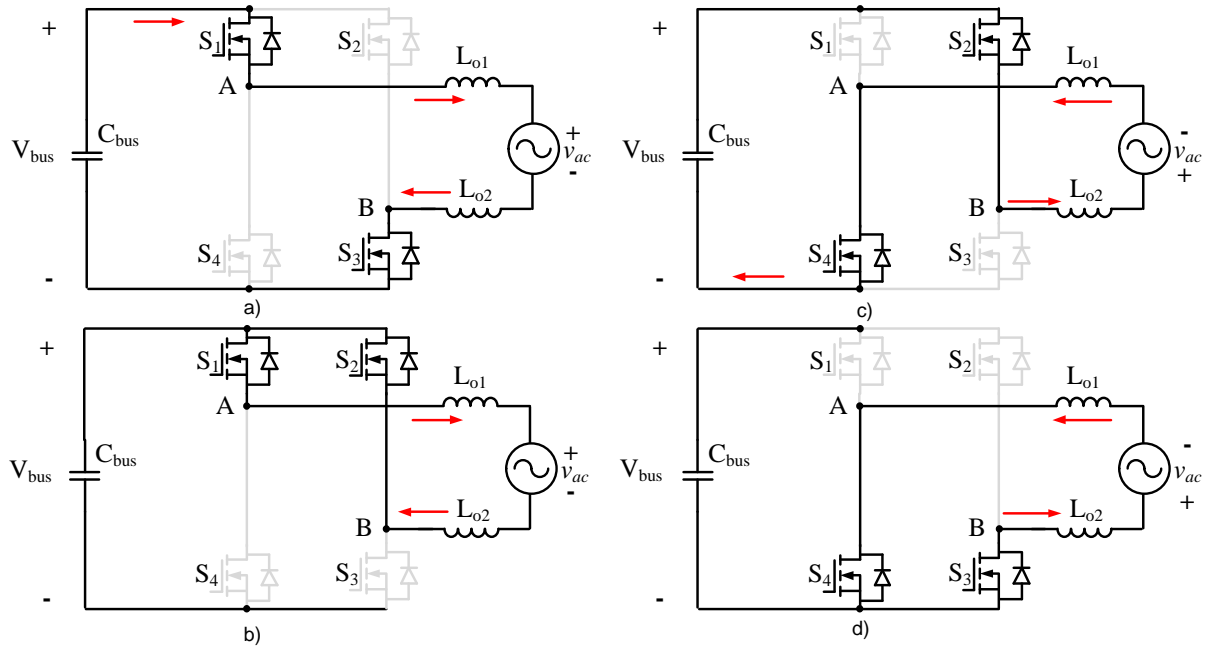 +
S1
S2
Lo1
A
Vbus
Cbus
+
vac
-
Lo2
B
S4
S3
-
a)
+
S1
S2
Lo1
A
Vbus
Cbus
-
vac
+
Lo2
B
S4
S3
-
c)
+
S1
S2
Lo1
A
Vbus
Cbus
+
vac
-
Lo2
B
S4
S3
-
b)
+
S1
S2
Lo1
A
Vbus
Cbus
-
vac
+
Lo2
B
S4
S3
-
d)